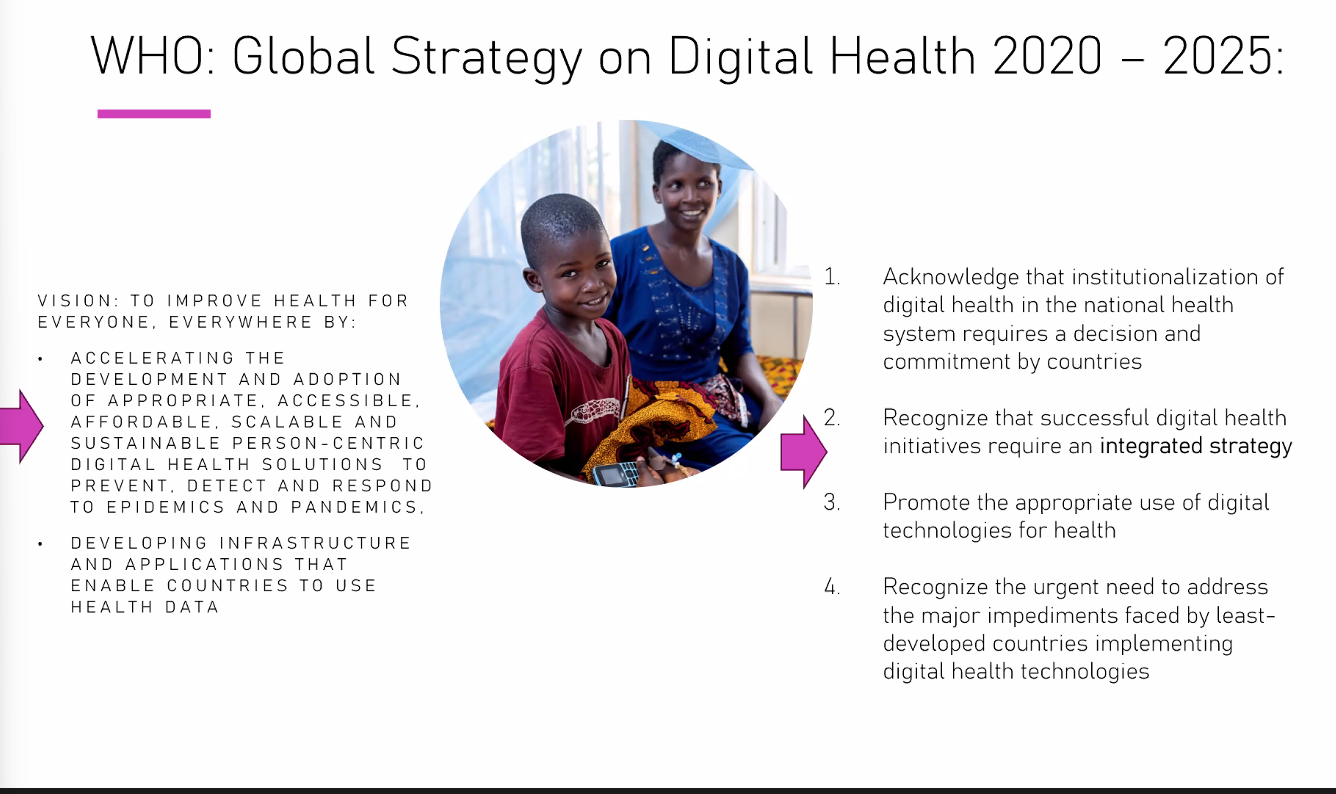 WHO: Global Strategy on Digital Health 2020 – 2025:
VISION: TO IMPROVE HEALTH FOR
EVERYONE, EVERYWHERE BY:
• ACCELERATING THE
DEVELOPMENT AND ADOPTION
OF APPROPRIATE, ACCESSIBLE,
AFFORDABLE, SCALABLE AND
SUSTAINABLE PERSON-CENTRIC
DIGITAL HEALTH SOLUTIONS TO
PREVENT, DETECT AND RESPOND
TO EPIDEMICS AND PANDEMICS,
• DEVELOPING INFRASTRUCTURE
AND APPLICATIONS THAT
ENABLE COUNTRIES TO USE
HEALTH DATA
1. Acknowledge that institutionalization of
digital health in the national health
system requires a decision and
commitment by countries
2. Recognize that successful digital health
initiatives require an integrated strategy
3. Promote the appropriate use of digital
technologies for health
4. Recognize the urgent need to address
the major impediments faced by least-
developed countries implementing
digital health technologies